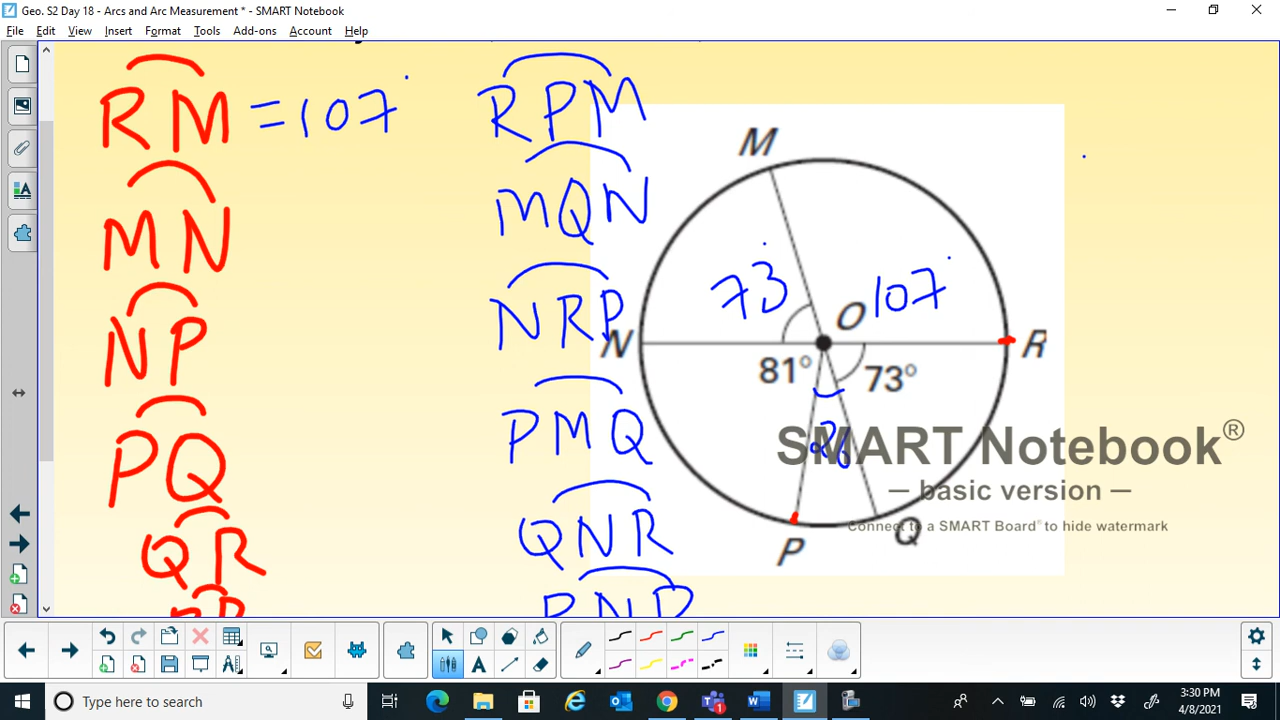 Geo. S2 Day 18 - Arcs and Arc Measurement * - SMART Notebook
File Edit View Insert Format Tools Add-ons Account Help
RM = 107° RPM
MN MQN
NP NRP
PQ PMQ
QR QNR
M
73°
O 107°
N R
81° 73°
26
P Q
SMART Notebook®
— basic version —
Connect to a SMART Board® to hide watermark
A
Type here to search
3:30 PM
4/8/2021